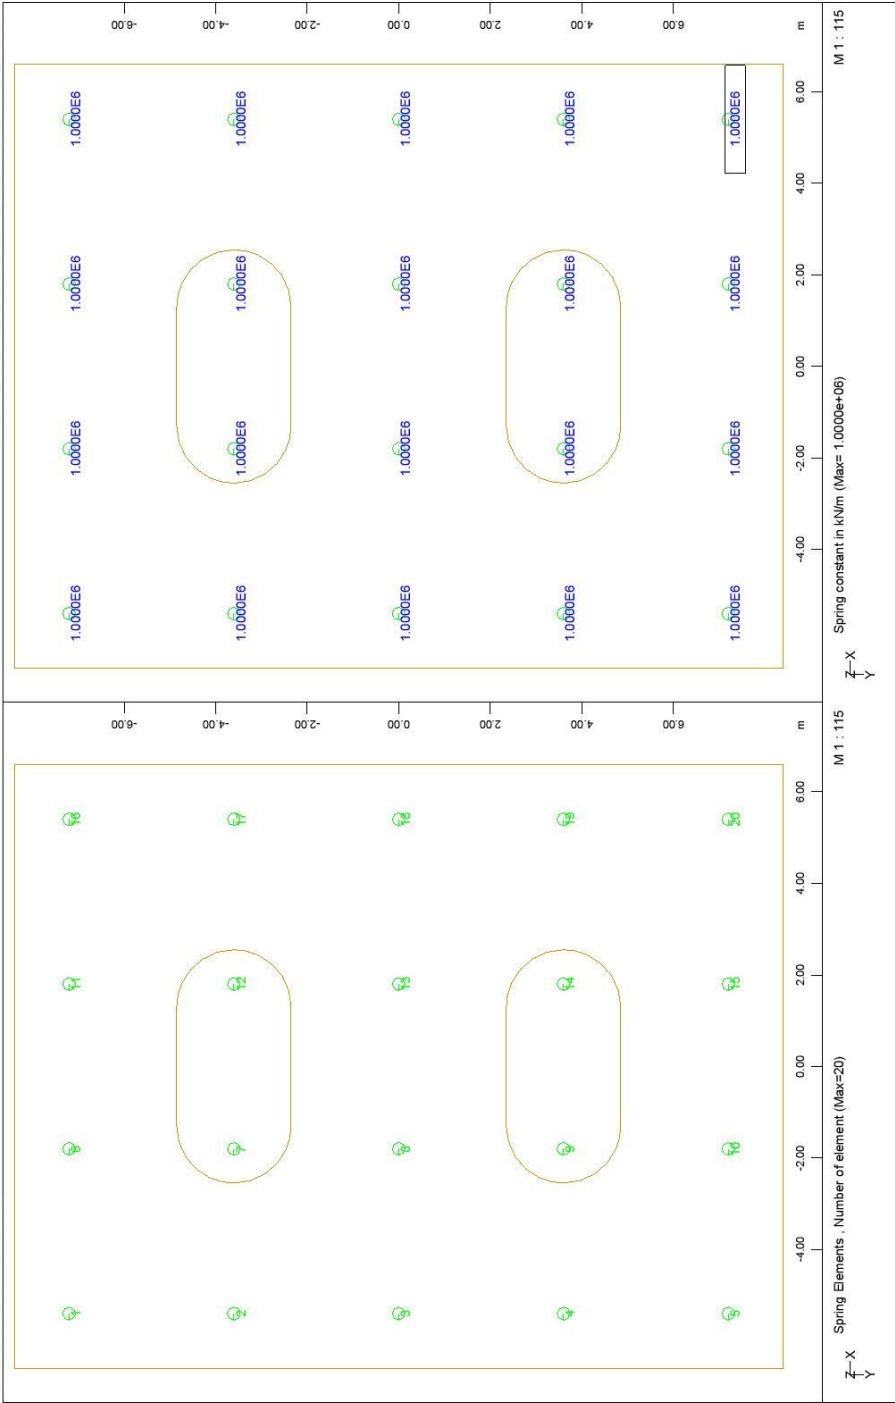 1 6 11 16
2 7 12 17
3 8 13 18
4 9 14 19
5 10 15 20
-6.00
-4.00
-2.00
0.00
2.00
4.00
6.00
m
-4.00 -2.00 0.00 2.00 4.00 6.00
Spring Elements , Number of element (Max=20)
M 1 : 115
Z X
Y
1.0000E6 1.0000E6 1.0000E6 1.0000E6
1.0000E6 1.0000E6 1.0000E6 1.0000E6
1.0000E6 1.0000E6 1.0000E6 1.0000E6
1.0000E6 1.0000E6 1.0000E6 1.0000E6
1.0000E6 1.0000E6 1.0000E6 1.0000E6
-6.00
-4.00
-2.00
0.00
2.00
4.00
6.00
m
-4.00 -2.00 0.00 2.00 4.00 6.00
Spring constant in kN/m (Max= 1.0000e+06)
M 1 : 115
Z X
Y